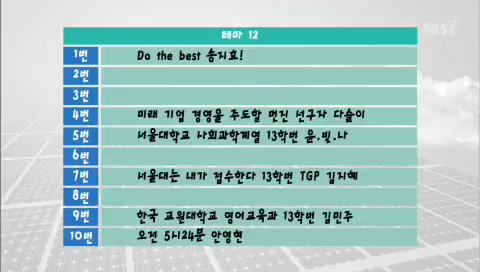 EBSi
테마 12
1번 Do the best 송지효!
2번
3번
4번 미래 기업 경영을 주도할 멋진 선구자 다슬이
5번 서울대학교 사회과학계열 13학번 윤.빛.나
6번
7번 서울대는 내가 접수한다 13학번 TGP 김지혜
8번
9번 한국 교원대학교 영어교육과 13학번 김민주
10번 오전 5시24분 안영현